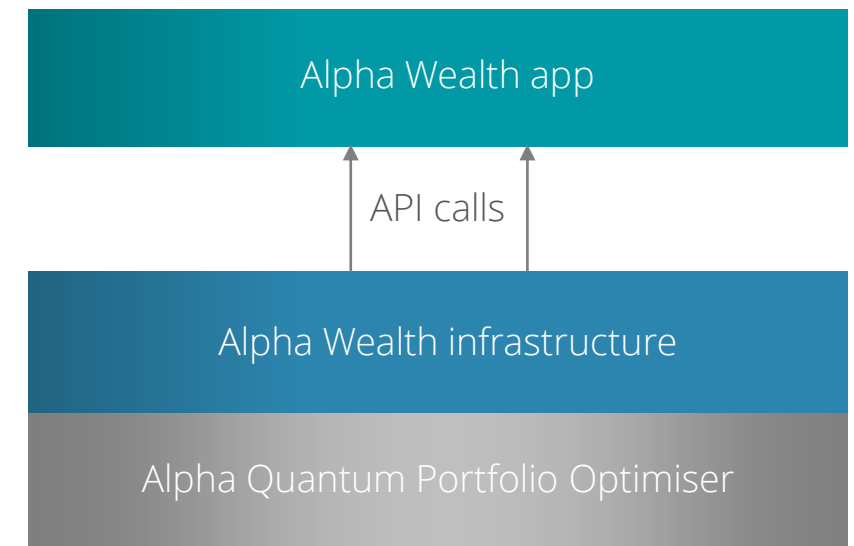 Alpha Wealth app
API calls
Alpha Wealth infrastructure
Alpha Quantum Portfolio Optimiser